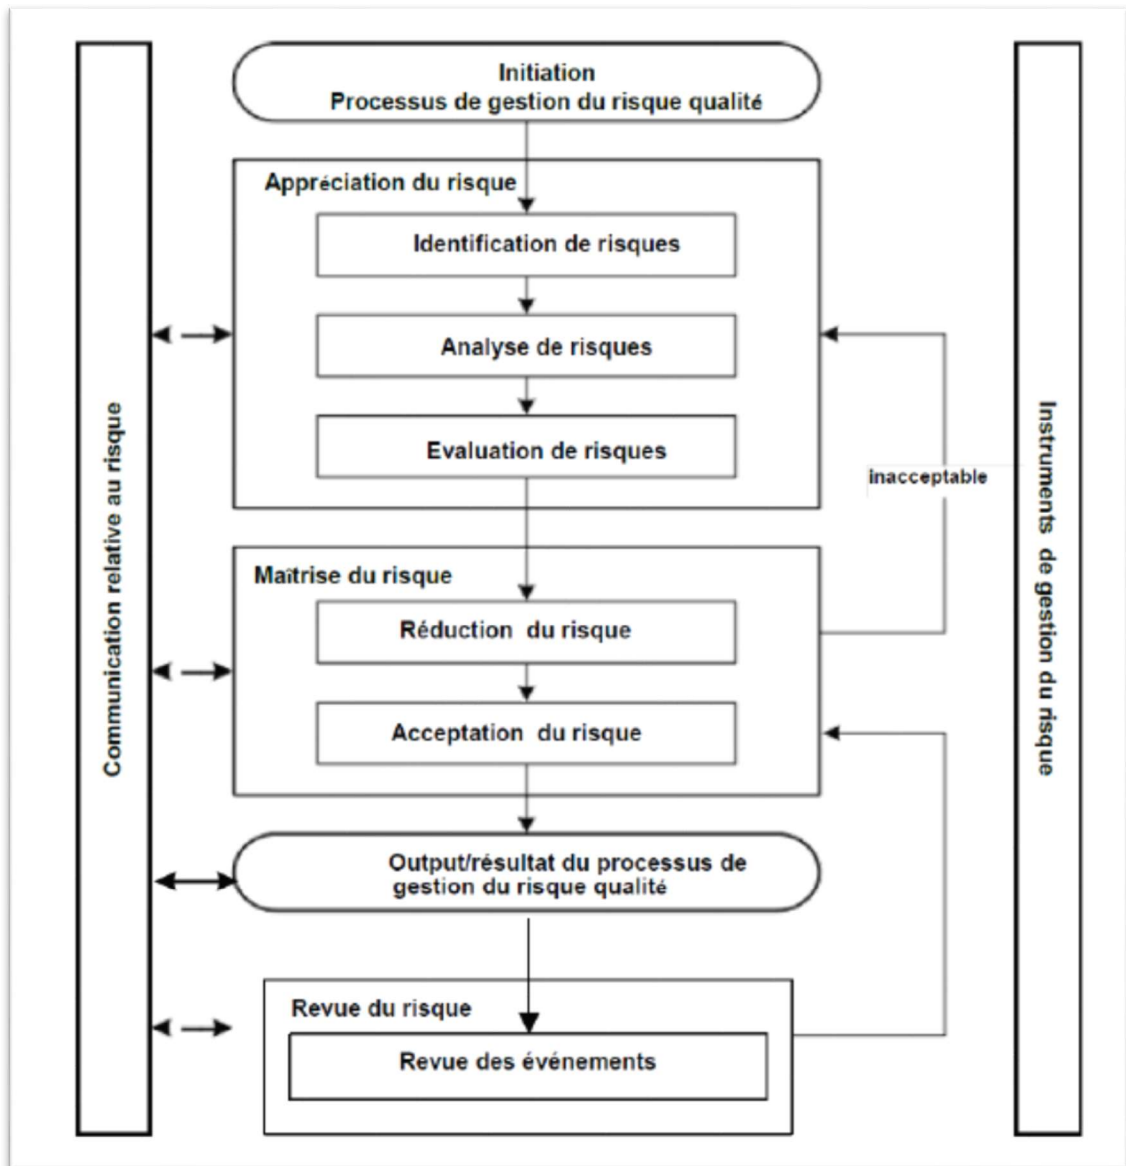 Initiation
Processus de gestion du risque qualité
Appréciation du risque
Identification de risques
Analyse de risques
Evaluation de risques
inacceptable
Maîtrise du risque
Réduction du risque
Acceptation du risque
Output/résultat du processus de
gestion du risque qualité
Revue du risque
Revue des événements
Communication relative au risque
Instruments de gestion du risque